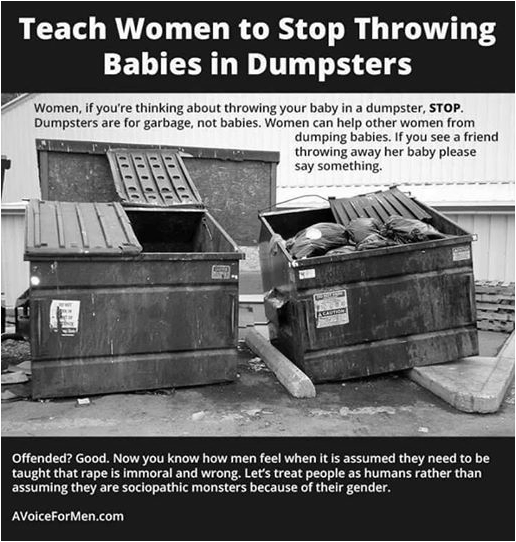 Teach Women to Stop Throwing
Babies in Dumpsters
Women, if you're thinking about throwing your baby in a dumpster, STOP.
Dumpsters are for garbage, not babies. Women can help other women from
dumping babies. If you see a friend
throwing away her baby please
say something.
CAUTION
Offended? Good. Now you know how men feel when it is assumed they need to be
taught that rape is immoral and wrong. Let's treat people as humans rather than
assuming they are sociopathic monsters because of their gender.
AVoiceForMen.com